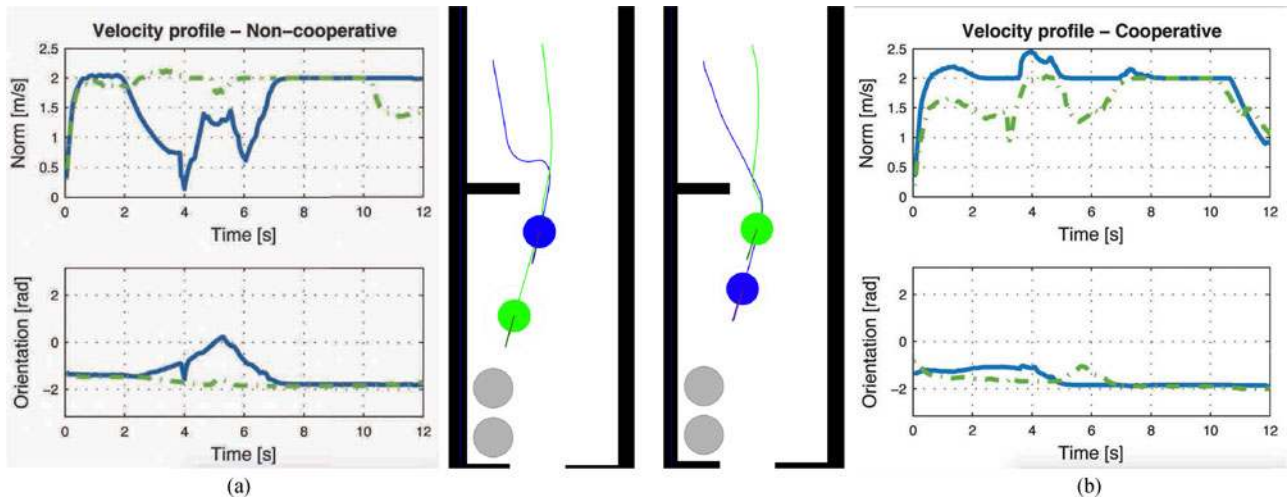 Velocity profile – Non-cooperative
2.5
2
1.5
1
0.5
0
Norm [m/s]
0 2 4 6 8 10 12
Time [s]
2
0
−2
Orientation [rad]
0 2 4 6 8 10 12
Time [s]
(a)
Velocity profile – Cooperative
2.5
2
1.5
1
0.5
0
Norm [m/s]
0 2 4 6 8 10 12
Time [s]
2
0
−2
Orientation [rad]
0 2 4 6 8 10 12
Time [s]
(b)